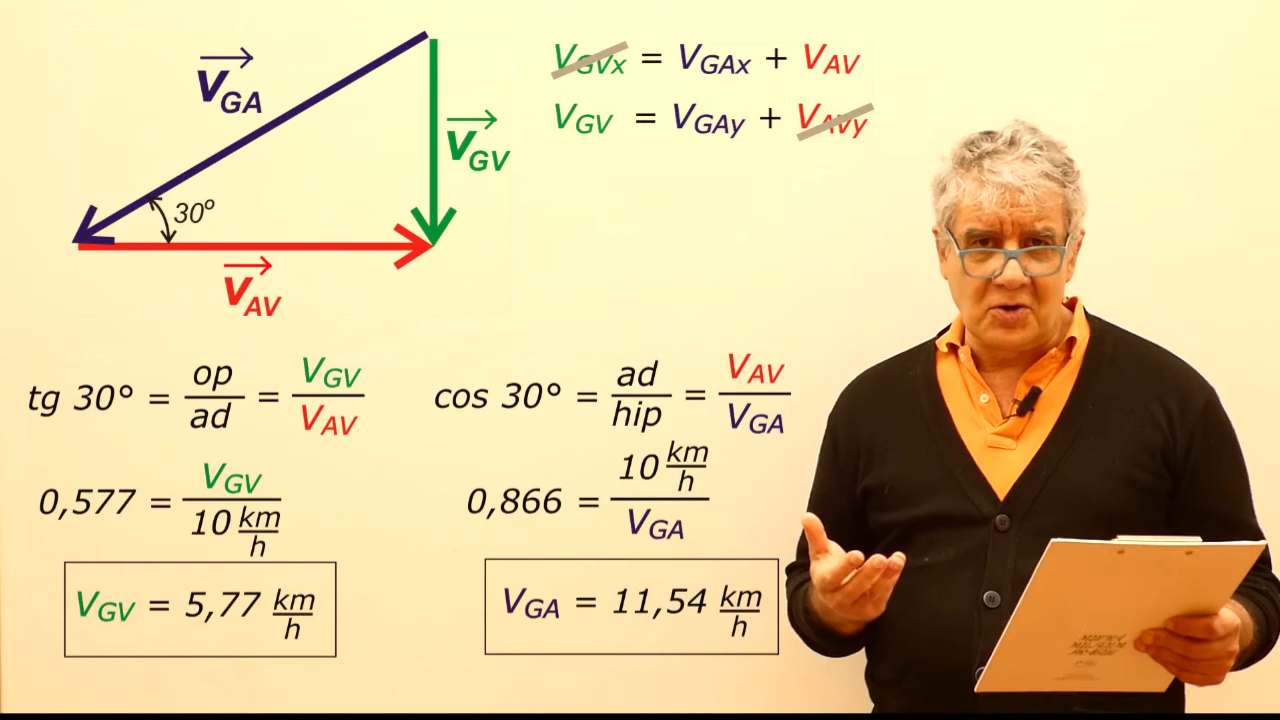 V_GA
V_GV
30º
V_AV
V_GVx = V_GAx + V_AV
V_GV = V_GAy + V_AVy
tg 30° = op/ad = V_GV/V_AV
0,577 = V_GV/10 km/h
V_GV = 5,77 km/h
cos 30° = ad/hip = V_AV/V_GA
0,866 = 10 km/h/V_GA
V_GA = 11,54 km/h